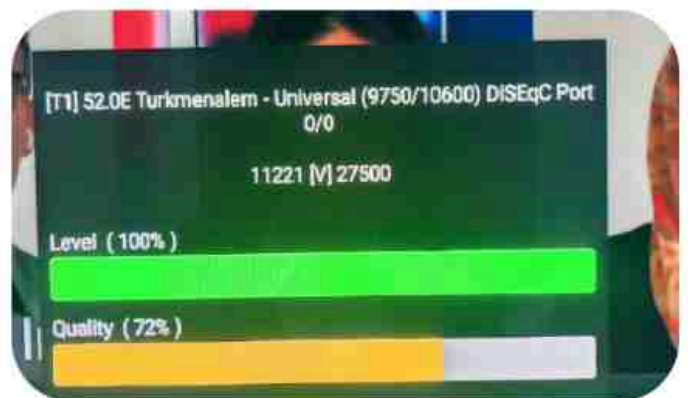 [T1] 52.0E Turkmenalem - Universal (9750/10600) DiSEqC Port
0/0
11221 [V] 27500
Level ( 100% )
Quality ( 72% )